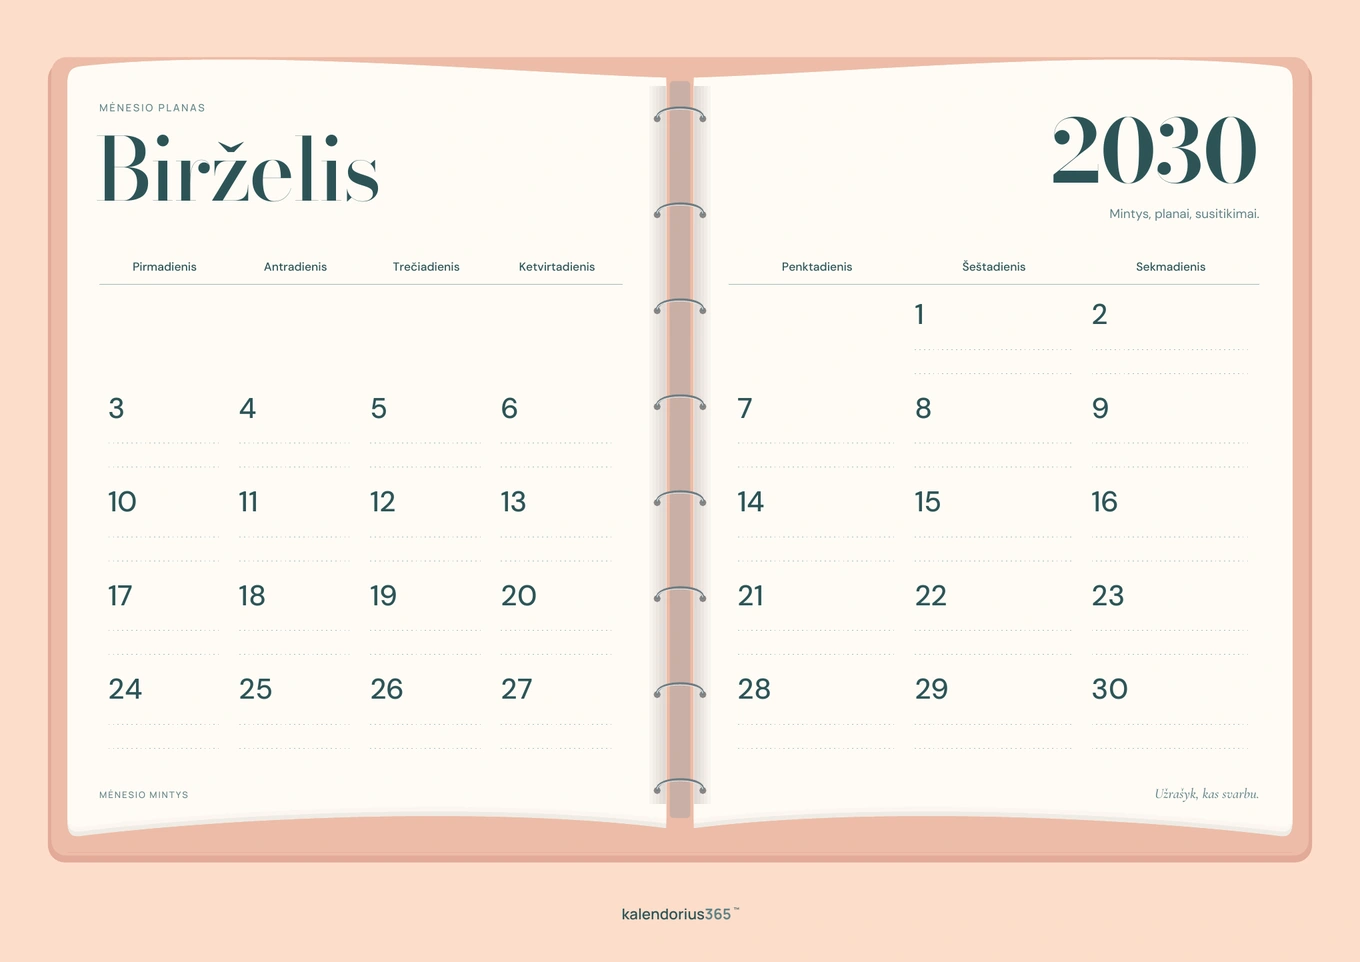 MĖNESIO PLANAS
Birželis
2030
Mintys, planai, susitikimai.
Pirmadienis Antradienis Trečiadienis Ketvirtadienis Penktadienis Šeštadienis Sekmadienis
1 2
3 4 5 6 7 8 9
10 11 12 13 14 15 16
17 18 19 20 21 22 23
24 25 26 27 28 29 30
MĖNESIO MINTYS
Užrašyk, kas svarbu.
kalendorius365™